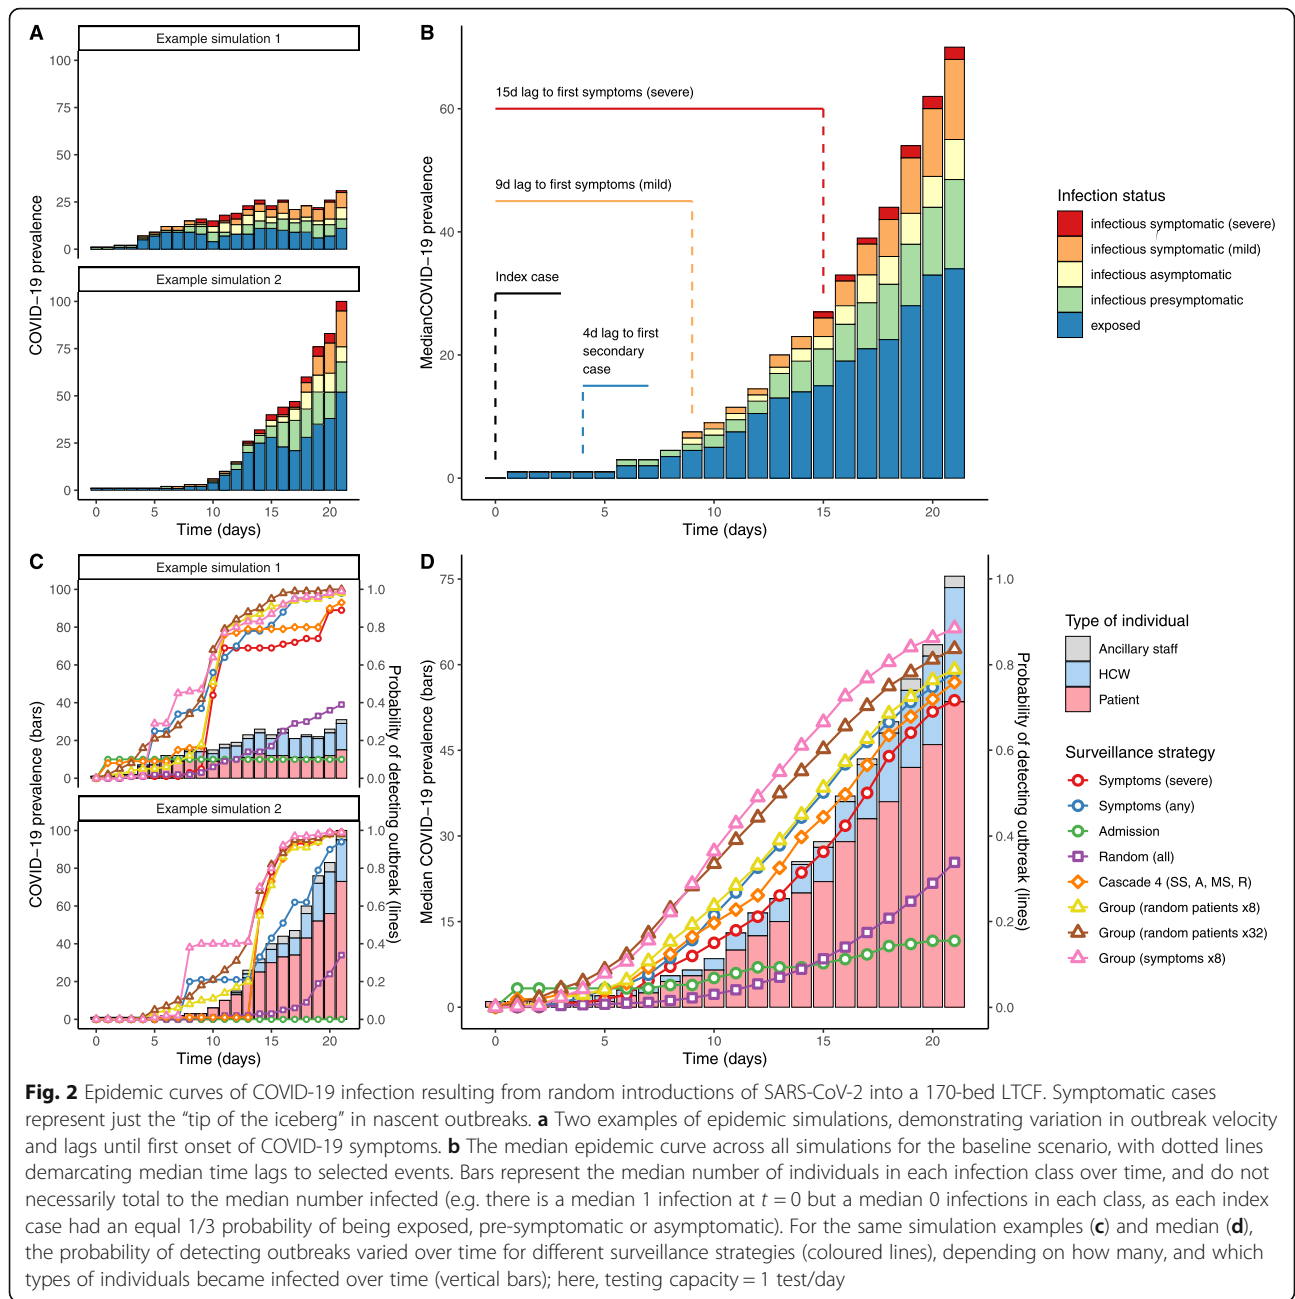 A
Example simulation 1
100
75
50
25
0
COVID−19 prevalence
Example simulation 2
100
75
50
25
0
0
5
10
15
20
Time (days)
B
60
40
20
0
MedianCOVID−19 prevalence
15d lag to first symptoms (severe)
9d lag to first symptoms (mild)
Index case
4d lag to first
secondary
case
0
5
10
15
20
Time (days)
Infection status
infectious symptomatic (severe)
infectious symptomatic (mild)
infectious asymptomatic
infectious presymptomatic
exposed
C
Example simulation 1
100
80
60
40
20
0
1.0
0.8
0.6
0.4
0.2
0.0
COVID−19 prevalence (bars)
Probability of detecting outbreak (lines)
Example simulation 2
100
80
60
40
20
0
1.0
0.8
0.6
0.4
0.2
0.0
COVID−19 prevalence (bars)
0
5
10
15
20
Time (days)
D
75
60
45
30
15
0
Median COVID−19 prevalence (bars)
1.0
0.8
0.6
0.4
0.2
0.0
Probability of detecting outbreak (lines)
0
5
10
15
20
Time (days)
Type of individual
Ancillary staff
HCW
Patient
Surveillance strategy
Symptoms (severe)
Symptoms (any)
Admission
Random (all)
Cascade 4 (SS, A, MS, R)
Group (random patients x8)
Group (random patients x32)
Group (symptoms x8)
Fig. 2 Epidemic curves of COVID-19 infection resulting from random introductions of SARS-CoV-2 into a 170-bed LTCF. Symptomatic cases
represent just the “tip of the iceberg” in nascent outbreaks. a Two examples of epidemic simulations, demonstrating variation in outbreak velocity
and lags until first onset of COVID-19 symptoms. b The median epidemic curve across all simulations for the baseline scenario, with dotted lines
demarcating median time lags to selected events. Bars represent the median number of individuals in each infection class over time, and do not
necessarily total to the median number infected (e.g. there is a median 1 infection at t = 0 but a median 0 infections in each class, as each index
case had an equal 1/3 probability of being exposed, pre-symptomatic or asymptomatic). For the same simulation examples (c) and median (d),
the probability of detecting outbreaks varied over time for different surveillance strategies (coloured lines), depending on how many, and which
types of individuals became infected over time (vertical bars); here, testing capacity = 1 test/day